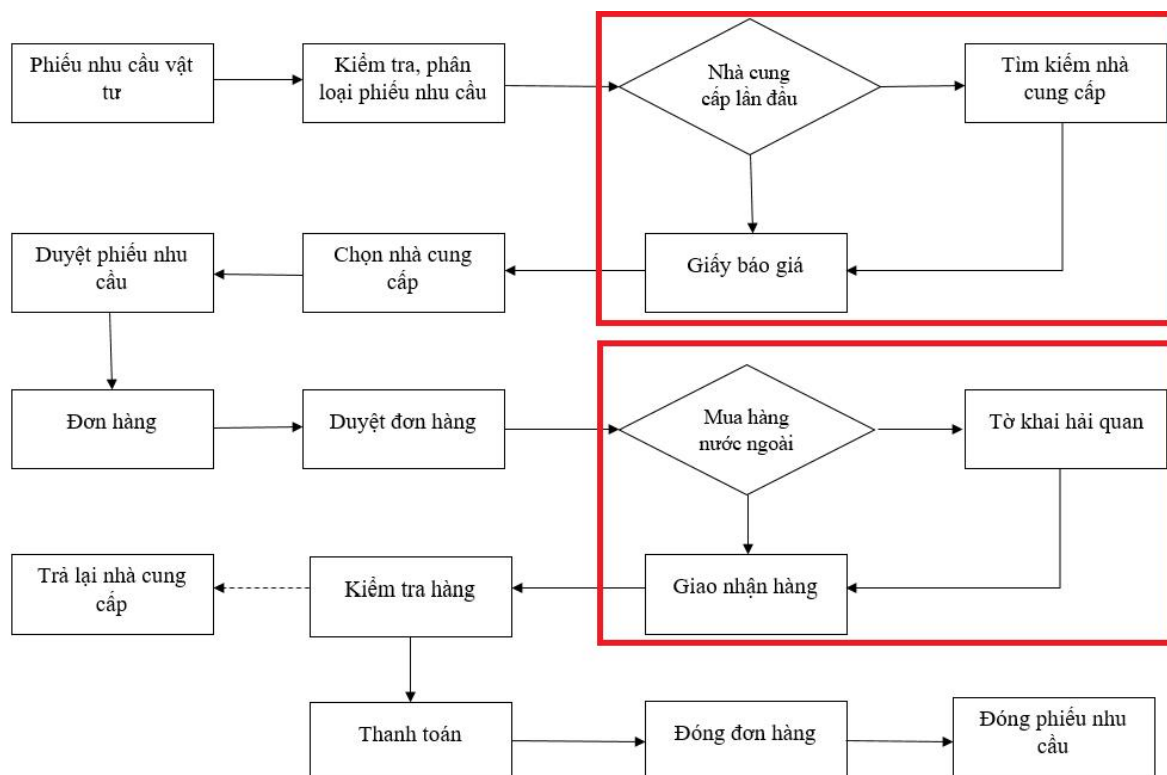 Phiếu nhu cầu vật
tư
Kiểm tra, phân
loại phiếu nhu cầu
Nhà cung
cấp lần đầu
Tìm kiếm nhà
cung cấp
Duyệt phiếu nhu
cầu
Chọn nhà cung
cấp
Giấy báo giá
Đơn hàng
Duyệt đơn hàng
Mua hàng
nước ngoài
Tờ khai hải quan
Trả lại nhà cung
cấp
Kiểm tra hàng
Giao nhận hàng
Thanh toán
Đóng đơn hàng
Đóng phiếu nhu
cầu